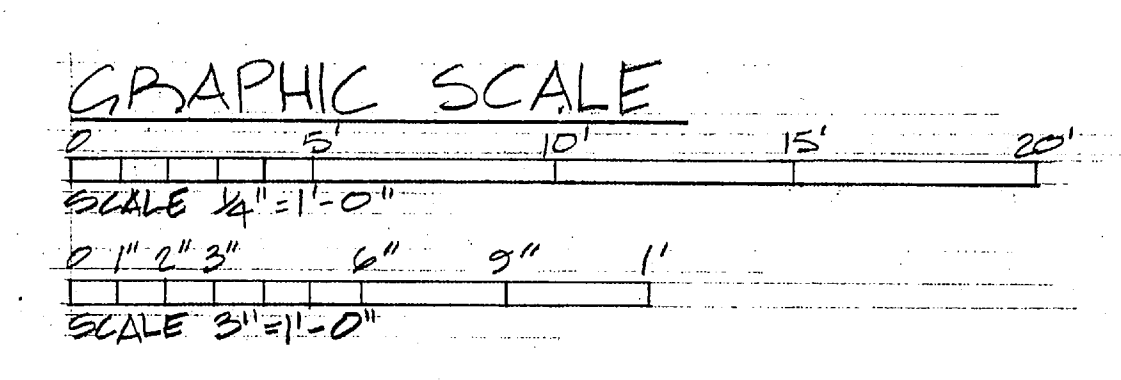 GRAPHIC SCALE
0 5' 10' 15' 20'
SCALE 1/4"=1'-0"
0 1" 2" 3" 6" 9" 1'
SCALE 3"=1'-0"